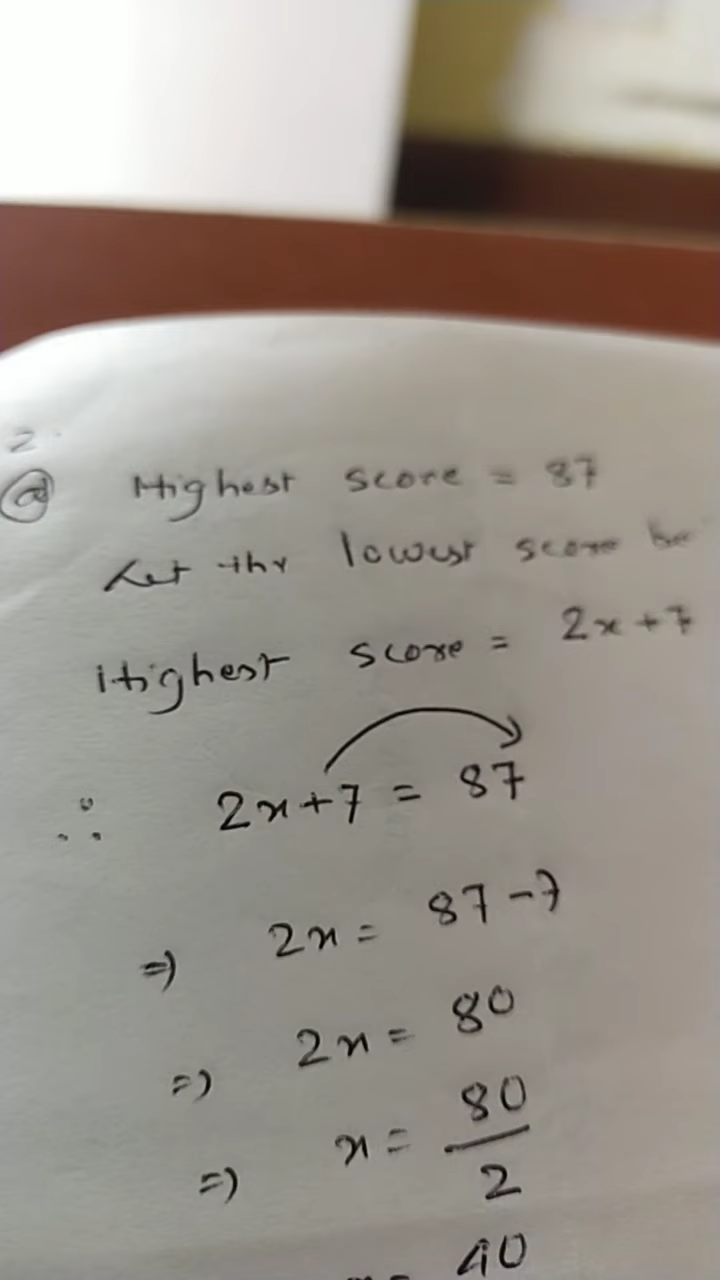 2.
(a) Highest score = 87
Let thr lowest score be
Highest score = 2x+7
∴ 2x+7 = 87
⇒ 2x = 87-7
⇒ 2x = 80
⇒ x = 80/2
= 40